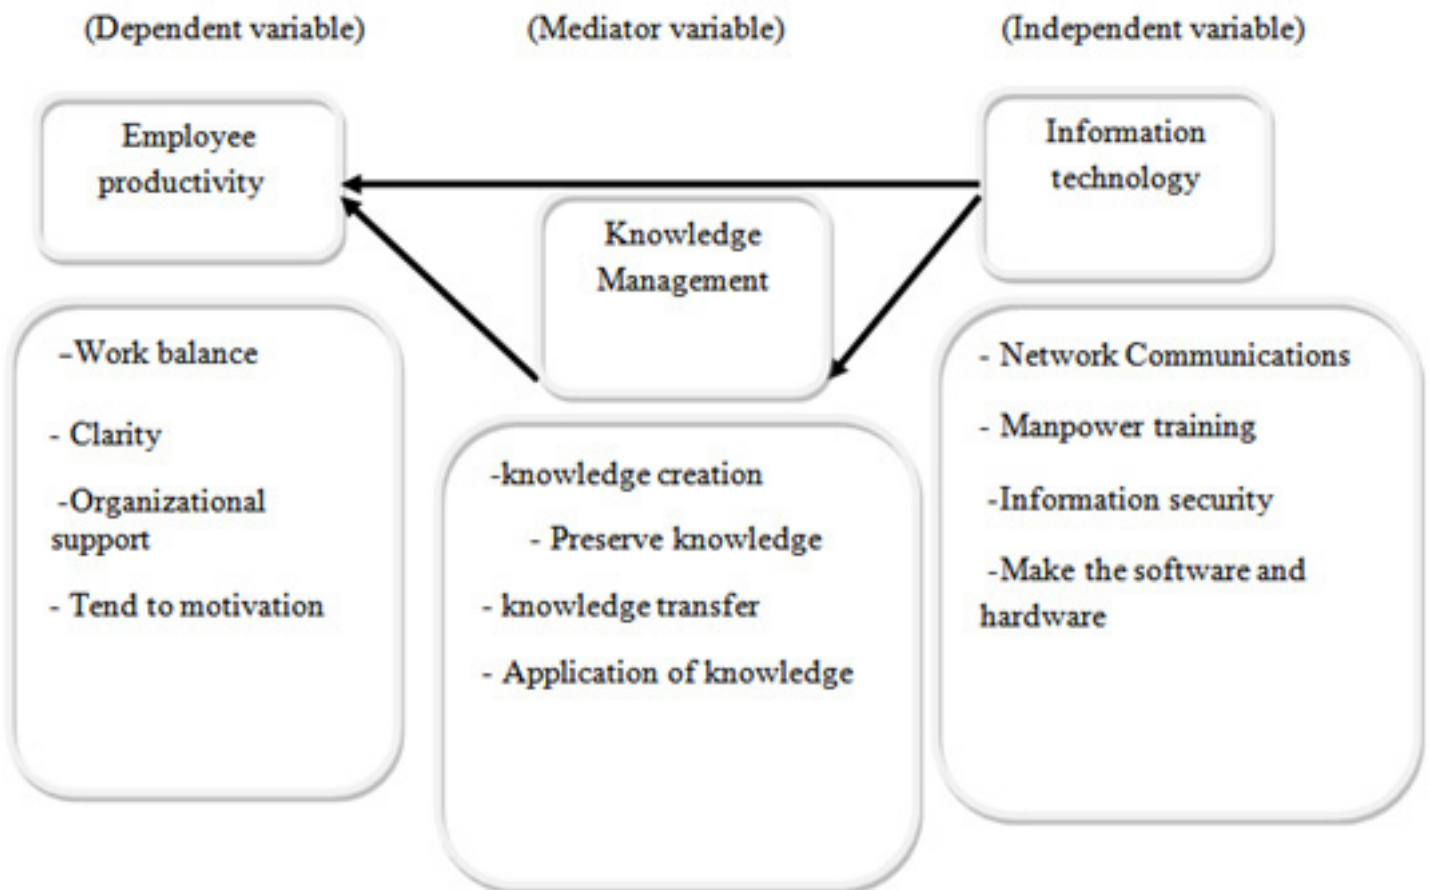 (Dependent variable)
(Mediator variable)
(Independent variable)
Employee
productivity
Knowledge
Management
Information
technology
–Work balance
- Clarity
-Organizational
support
- Tend to motivation
-knowledge creation
- Preserve knowledge
- knowledge transfer
- Application of knowledge
- Network Communications
- Manpower training
-Information security
-Make the software and
hardware